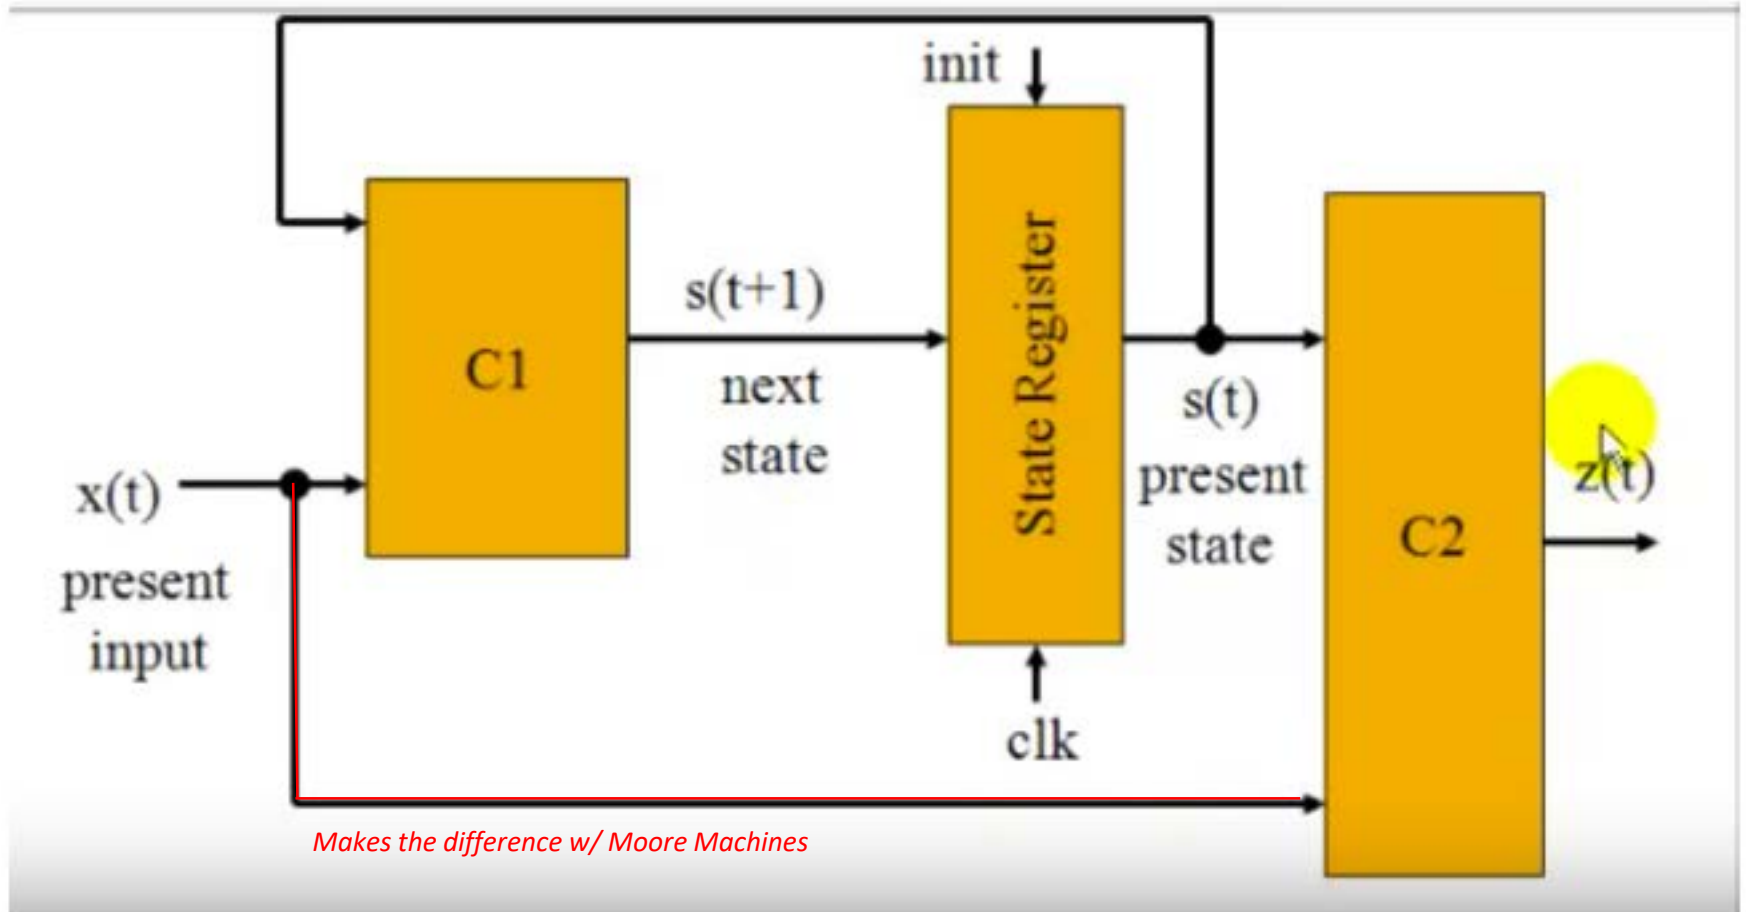 init
s(t+1)
C1
next
state
State Register
s(t)
present
state
x(t)
present
input
z(t)
C2
clk
Makes the difference w/ Moore Machines